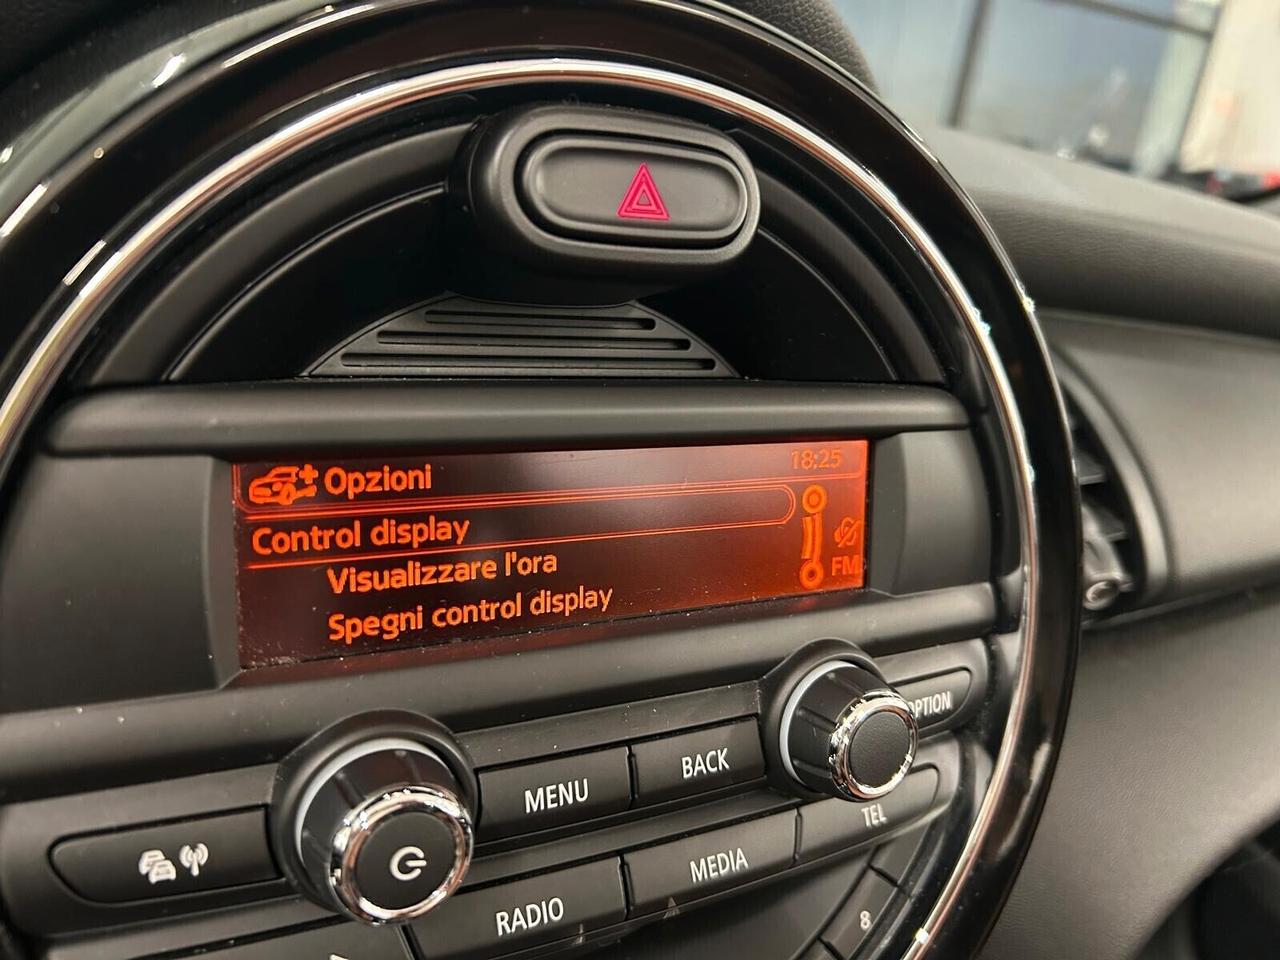 Opzioni 18:25
Control display
Visualizzare l'ora
Spegni control display
FM
OPTION
MENU
BACK
TEL
RADIO
MEDIA
8